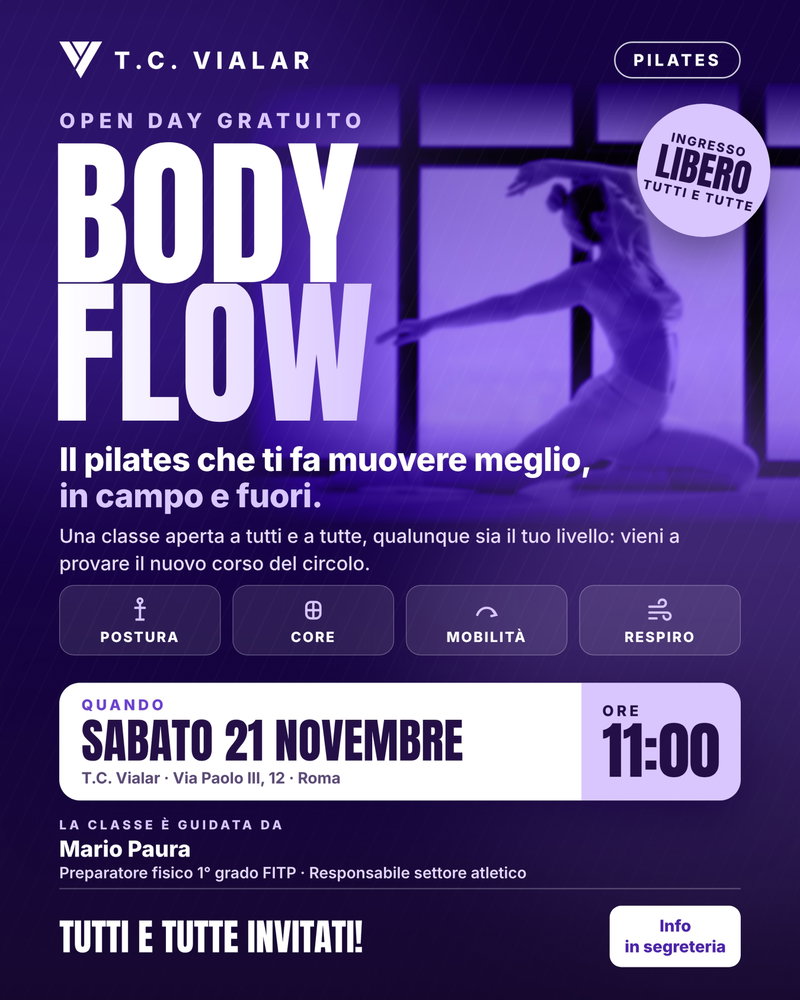 T.C. VIALAR
PILATES
OPEN DAY GRATUITO
INGRESSO
LIBERO
TUTTI E TUTTE
BODY
FLOW
Il pilates che ti fa muovere meglio,
in campo e fuori.
Una classe aperta a tutti e a tutte, qualunque sia il tuo livello: vieni a
provare il nuovo corso del circolo.
POSTURA
CORE
MOBILITÀ
RESPIRO
QUANDO
SABATO 21 NOVEMBRE
T.C. Vialar · Via Paolo III, 12 · Roma
ORE
11:00
LA CLASSE È GUIDATA DA
Mario Paura
Preparatore fisico 1° grado FITP · Responsabile settore atletico
TUTTI E TUTTE INVITATI!
Info
in segreteria